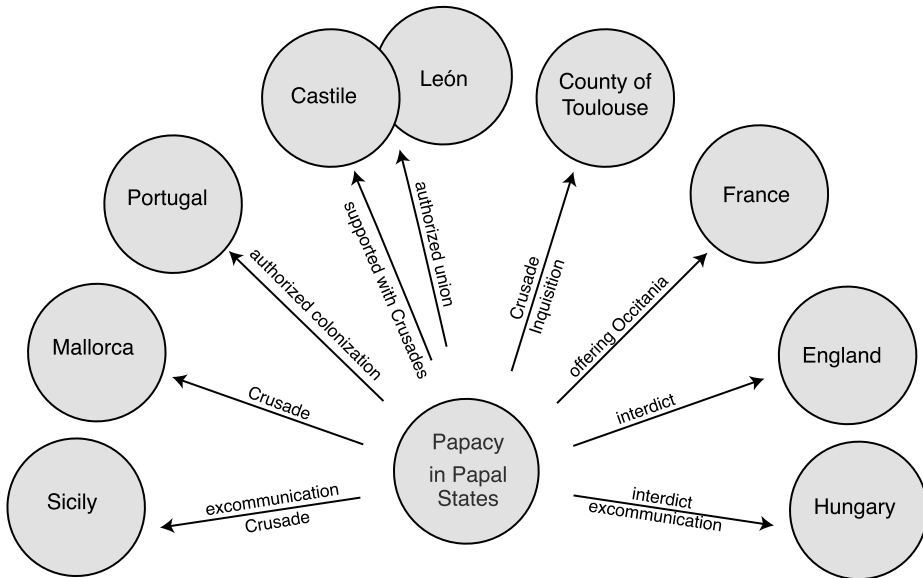 Castile
León
County of
Toulouse
Portugal
France
authorized colonization
supported with Crusades
authorized union
Crusade
Inquisition
offering Occitania
Mallorca
England
Crusade
interdict
Papacy
in Papal
States
Sicily
excommunication
Crusade
interdict
excommunication
Hungary